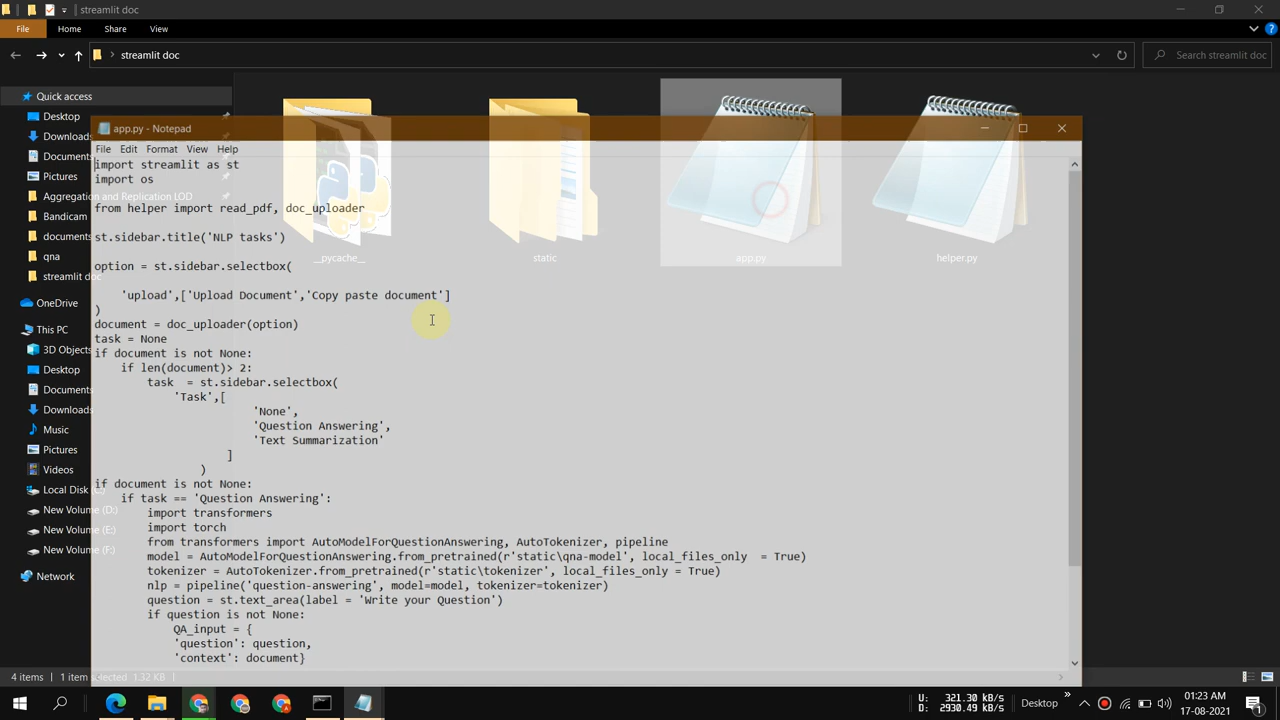 streamlit doc
File
Home
Share
View
streamlit doc
Search streamlit doc
Quick access
Desktop
Downloads
Documents
Pictures
Aggregation and Replication LOD
Bandicam
documents
qna
streamlit doc
OneDrive
This PC
3D Objects
Desktop
Documents
Downloads
Music
Pictures
Videos
Local Disk (C:)
New Volume (D:)
New Volume (E:)
New Volume (F:)
Network
__pycache__
static
app.py
helper.py
app.py - Notepad
File Edit Format View Help
import streamlit as st
import os
from helper import read_pdf, doc_uploader
st.sidebar.title('NLP tasks')
option = st.sidebar.selectbox(
'upload',['Upload Document','Copy paste document']
)
document = doc_uploader(option)
task = None
if document is not None:
if len(document)> 2:
task  = st.sidebar.selectbox(
'Task',[
'None',
'Question Answering',
'Text Summarization'
]
)
if document is not None:
if task == 'Question Answering':
import transformers
import torch
from transformers import AutoModelForQuestionAnswering, AutoTokenizer, pipeline
model = AutoModelForQuestionAnswering.from_pretrained(r'static\qna-model', local_files_only  = True)
tokenizer = AutoTokenizer.from_pretrained(r'static\tokenizer', local_files_only = True)
nlp = pipeline('question-answering', model=model, tokenizer=tokenizer)
question = st.text_area(label = 'Write your Question')
if question is not None:
QA_input = {
'question': question,
'context': document}
4 items
1 item selected 1.32 KB
U: 321.30 kB/s
D: 2930.49 kB/s
Desktop
01:23 AM
17-08-2021